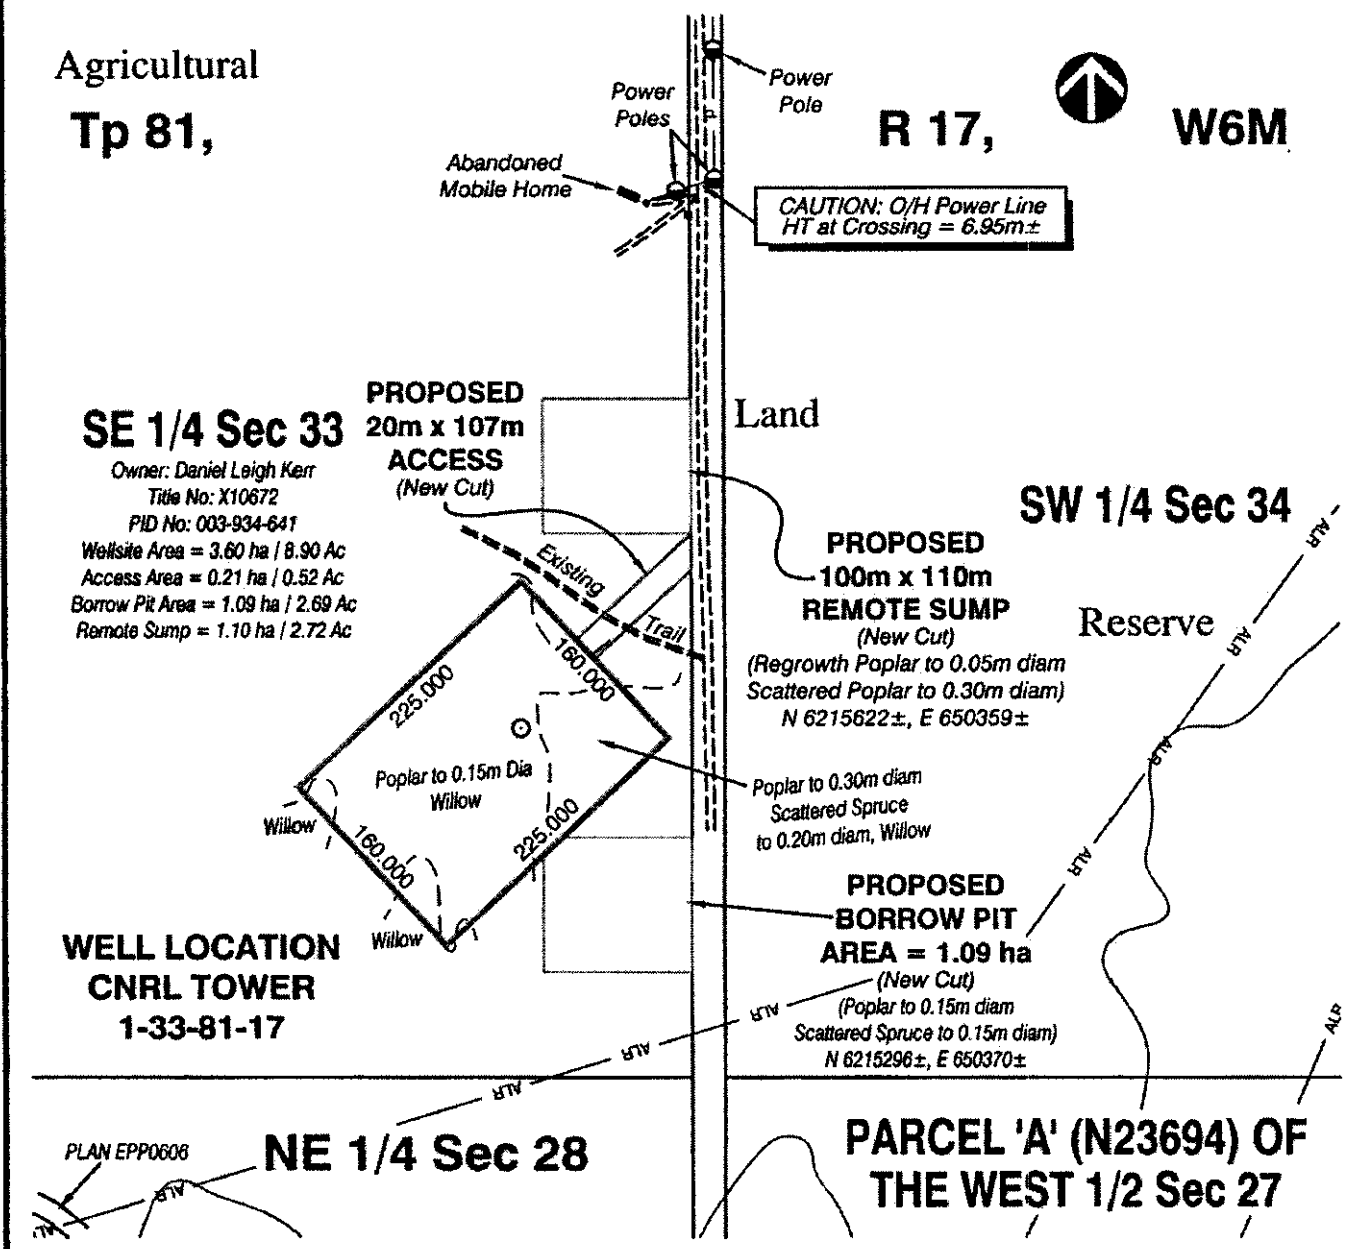 Agricultural
Tp 81,
R 17,
W6M
Power
Pole
Power
Poles
Abandoned
Mobile Home
CAUTION: O/H Power Line
HT at Crossing = 6.95m±
P
SE 1/4 Sec 33
Owner: Daniel Leigh Kerr
Title No: X10672
PID No: 003-934-641
Wellsite Area = 3.60 ha / 8.90 Ac
Access Area = 0.21 ha / 0.52 Ac
Borrow Pit Area = 1.09 ha / 2.69 Ac
Remote Sump = 1.10 ha / 2.72 Ac
PROPOSED
20m x 107m
ACCESS
(New Cut)
Land
SW 1/4 Sec 34
PROPOSED
100m x 110m
REMOTE SUMP
(New Cut)
(Regrowth Poplar to 0.05m diam
Scattered Poplar to 0.30m diam)
N 6215622±, E 650359±
Reserve
ALR
ALR
ALR
ALR
Existing
Trail
160.000
225.000
Poplar to 0.15m Dia
Willow
225.000
160.000
Willow
Willow
Poplar to 0.30m diam
Scattered Spruce
to 0.20m diam, Willow
PROPOSED
BORROW PIT
AREA = 1.09 ha
(New Cut)
(Poplar to 0.15m diam
Scattered Spruce to 0.15m diam)
N 6215296±, E 650370±
WELL LOCATION
CNRL TOWER
1-33-81-17
ALR
ALR
ALR
ALR
PLAN EPP0606
NE 1/4 Sec 28
ALR
ALR
PARCEL 'A' (N23694) OF
THE WEST 1/2 Sec 27